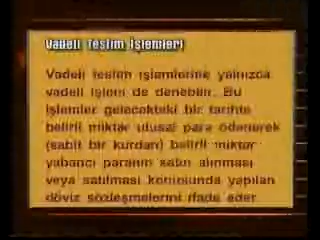 Vadeli Teslim İşlemleri
Vadeli teslim işlemlerine yalnızca
vadeli işlem de denebilir. Bu
işlemler gelecekteki bir tarihte
belirli miktar ulusal para ödenerek
(sabit bir kurdan) belirli miktar
yabancı paranın satın alınması
veya satılması konusunda yapılan
döviz sözleşmelerini ifade eder.